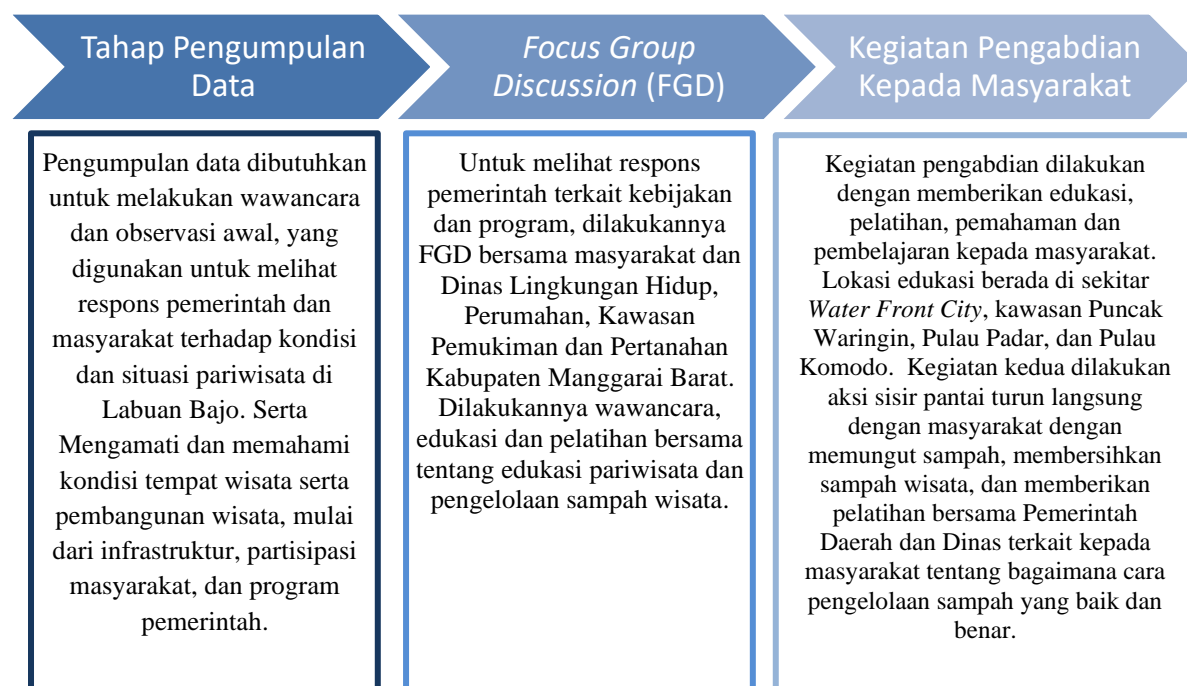 Tahap Pengumpulan
Data
Pengumpulan data dibutuhkan
untuk melakukan wawancara
dan observasi awal, yang
digunakan untuk melihat
respons pemerintah dan
masyarakat terhadap kondisi
dan situasi pariwisata di
Labuan Bajo. Serta
Mengamati dan memahami
kondisi tempat wisata serta
pembangunan wisata, mulai
dari infrastruktur, partisipasi
masyarakat, dan program
pemerintah.
Focus Group
Discussion (FGD)
Untuk melihat respons
pemerintah terkait kebijakan
dan program, dilakukannya
FGD bersama masyarakat dan
Dinas Lingkungan Hidup,
Perumahan, Kawasan
Pemukiman dan Pertanahan
Kabupaten Manggarai Barat.
Dilakukannya wawancara,
edukasi dan pelatihan bersama
tentang edukasi pariwisata dan
pengelolaan sampah wisata.
Kegiatan Pengabdian
Kepada Masyarakat
Kegiatan pengabdian dilakukan
dengan memberikan edukasi,
pelatihan, pemahaman dan
pembelajaran kepada masyarakat.
Lokasi edukasi berada di sekitar
Water Front City, kawasan Puncak
Waringin, Pulau Padar, dan Pulau
Komodo.  Kegiatan kedua dilakukan
aksi sisir pantai turun langsung
dengan masyarakat dengan
memungut sampah, membersihkan
sampah wisata, dan memberikan
pelatihan bersama Pemerintah
Daerah dan Dinas terkait kepada
masyarakat tentang bagaimana cara
pengelolaan sampah yang baik dan
benar.